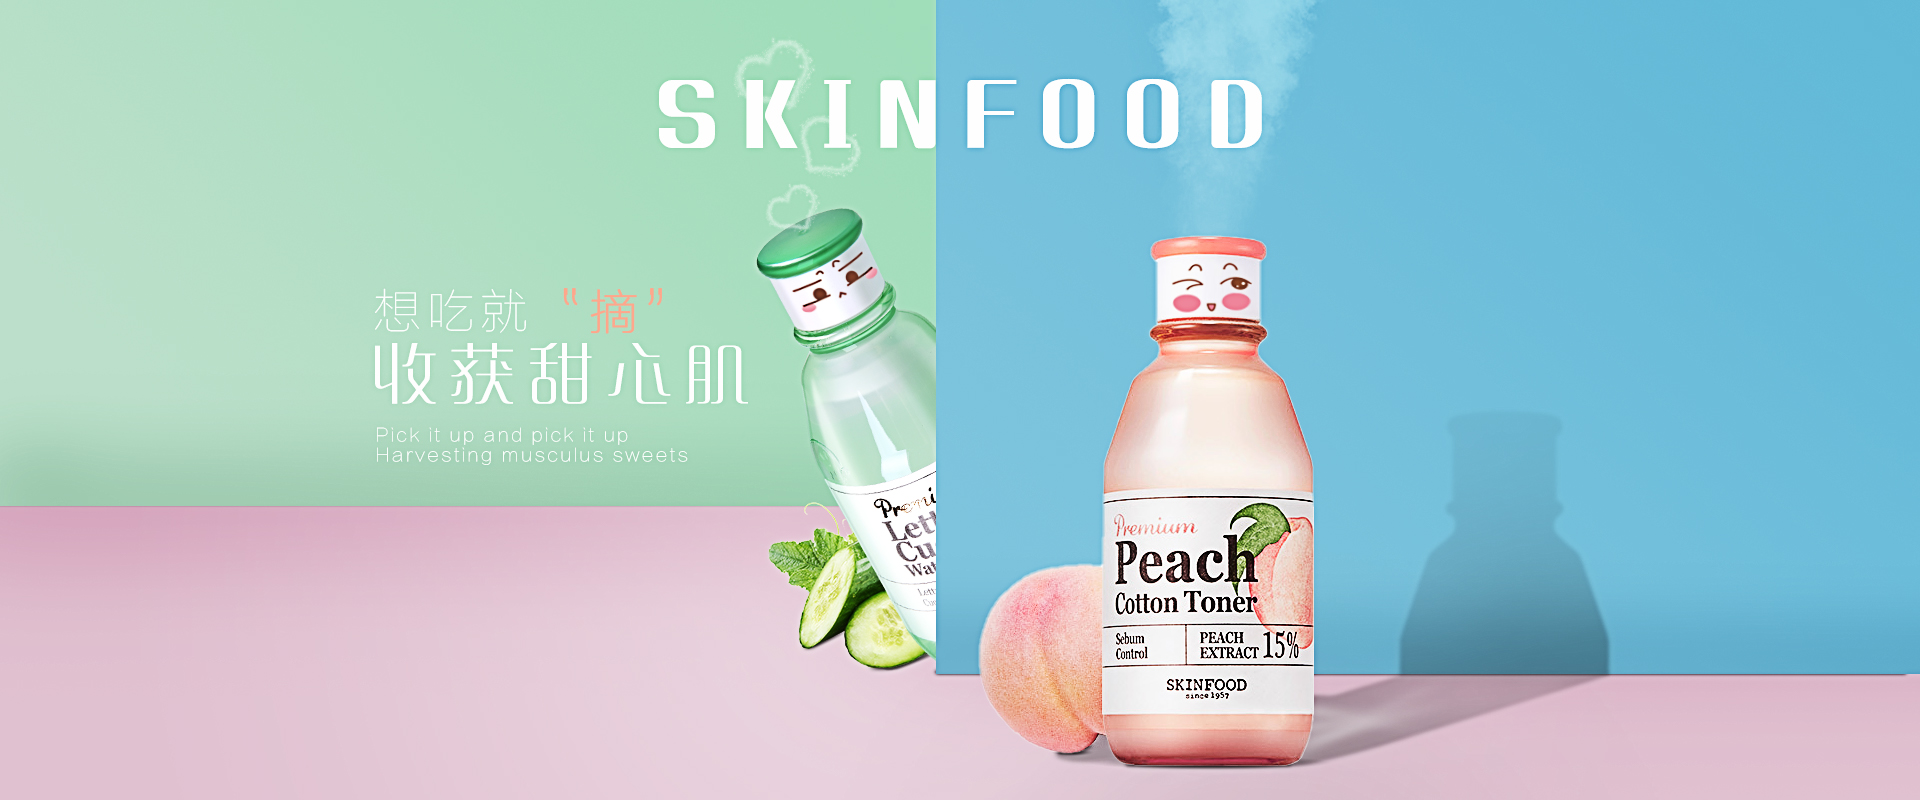 SKINFOOD
想吃就“摘”
收获甜心肌
Pick it up and pick it up
Harvesting musculus sweets
Premium
Peach
Cotton Toner
Sebum
Control
PEACH
EXTRACT 15%
SKINFOOD
since 1957